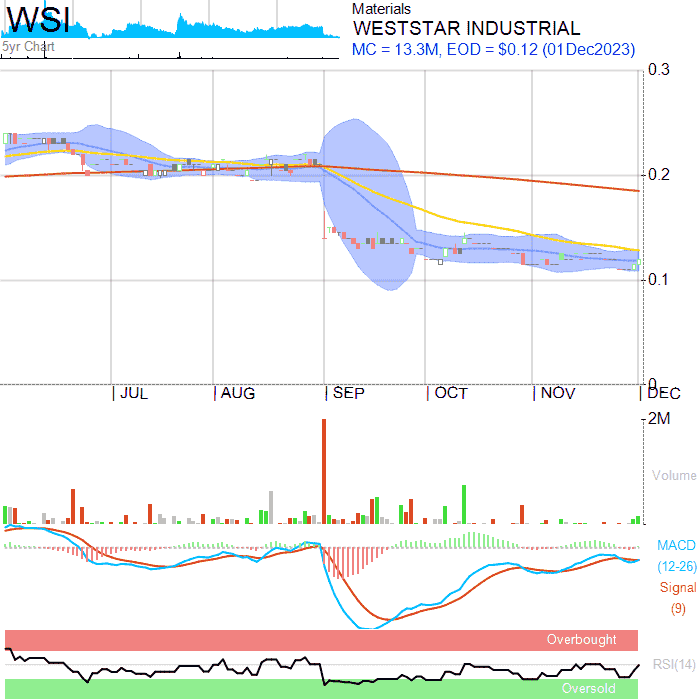 WSI
5yr Chart
Materials
WESTSTAR INDUSTRIAL
MC = 13.3M, EOD = $0.12 (01Dec2023)
0.3
0.2
0.1
0
JUL
AUG
SEP
OCT
NOV
DEC
2M
Volume
MACD
(12-26)
Signal
(9)
Overbought
RSI(14)
Oversold